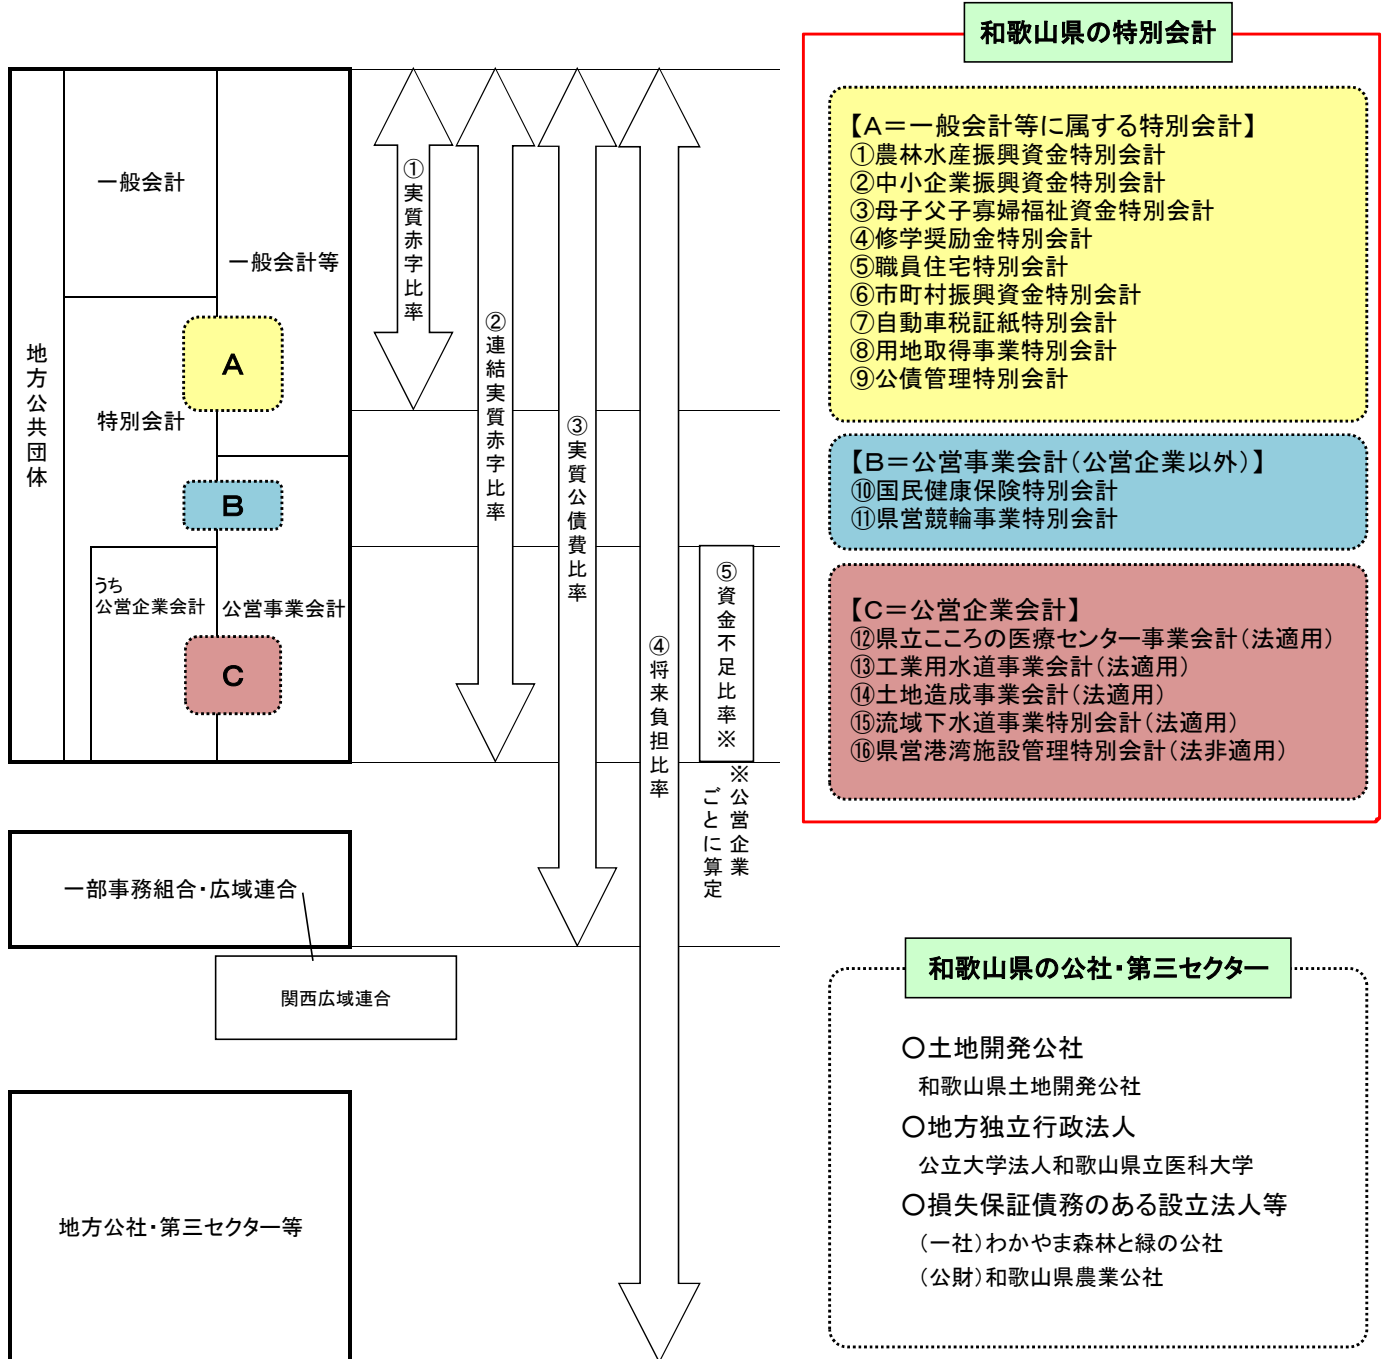 地方公共団体
一般会計
特別会計
うち
公営企業会計
一般会計等
公営事業会計
A
B
C
①実質赤字比率
②連結実質赤字比率
③実質公債費比率
④将来負担比率
⑤資金不足比率※
※公営企業
ごとに算定
一部事務組合・広域連合
関西広域連合
地方公社・第三セクター等
和歌山県の特別会計
【A=一般会計等に属する特別会計】
①農林水産振興資金特別会計
②中小企業振興資金特別会計
③母子父子寡婦福祉資金特別会計
④修学奨励金特別会計
⑤職員住宅特別会計
⑥市町村振興資金特別会計
⑦自動車税証紙特別会計
⑧用地取得事業特別会計
⑨公債管理特別会計
【B=公営事業会計(公営企業以外)】
⑩国民健康保険特別会計
⑪県営競輪事業特別会計
【C=公営企業会計】
⑫県立こころの医療センター事業会計(法適用)
⑬工業用水道事業会計(法適用)
⑭土地造成事業会計(法適用)
⑮流域下水道事業特別会計(法適用)
⑯県営港湾施設管理特別会計(法非適用)
和歌山県の公社・第三セクター
〇土地開発公社
和歌山県土地開発公社
〇地方独立行政法人
公立大学法人和歌山県立医科大学
〇損失保証債務のある設立法人等
(一社)わかやま森林と緑の公社
(公財)和歌山県農業公社